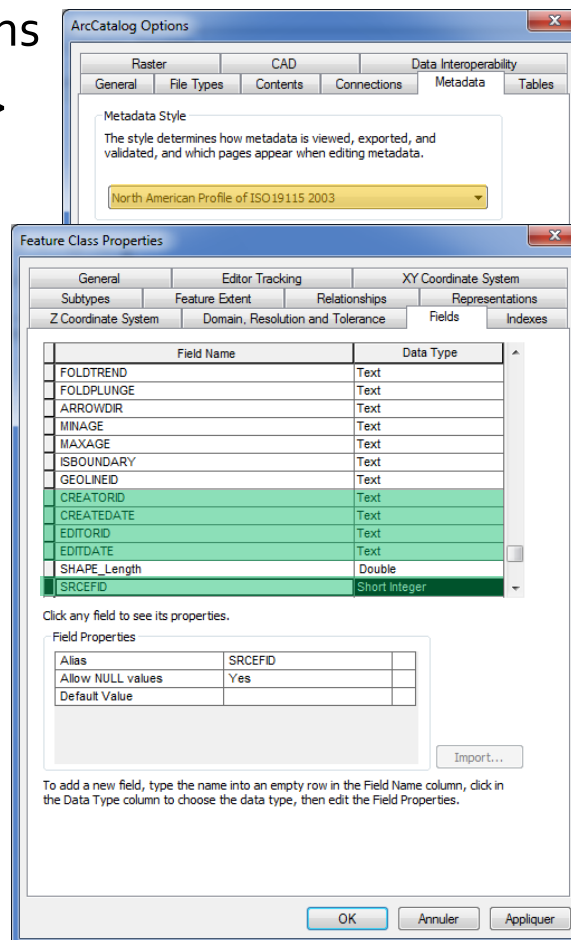 ns
>
ArcCatalog Options
Raster CAD Data Interoperability
General File Types Contents Connections Metadata Tables
Metadata Style
The style determines how metadata is viewed, exported, and
validated, and which pages appear when editing metadata.
North American Profile of ISO19115 2003
Feature Class Properties
General Editor Tracking XY Coordinate System
Subtypes Feature Extent Relationships Representations
Z Coordinate System Domain, Resolution and Tolerance Fields Indexes
Field Name Data Type
FOLDTREND Text
FOLDPLUNGE Text
ARROWDIR Text
MINAGE Text
MAXAGE Text
ISBOUNDARY Text
GEOLINEID Text
CREATORID Text
CREATEDATE Text
EDITORID Text
EDITDATE Text
SHAPE_Length Double
SRCEFID Short Integer
Click any field to see its properties.
Field Properties
Alias SRCEFID
Allow NULL values Yes
Default Value
Import...
To add a new field, type the name into an empty row in the Field Name column, click in
the Data Type column to choose the data type, then edit the Field Properties.
OK Annuler Appliquer